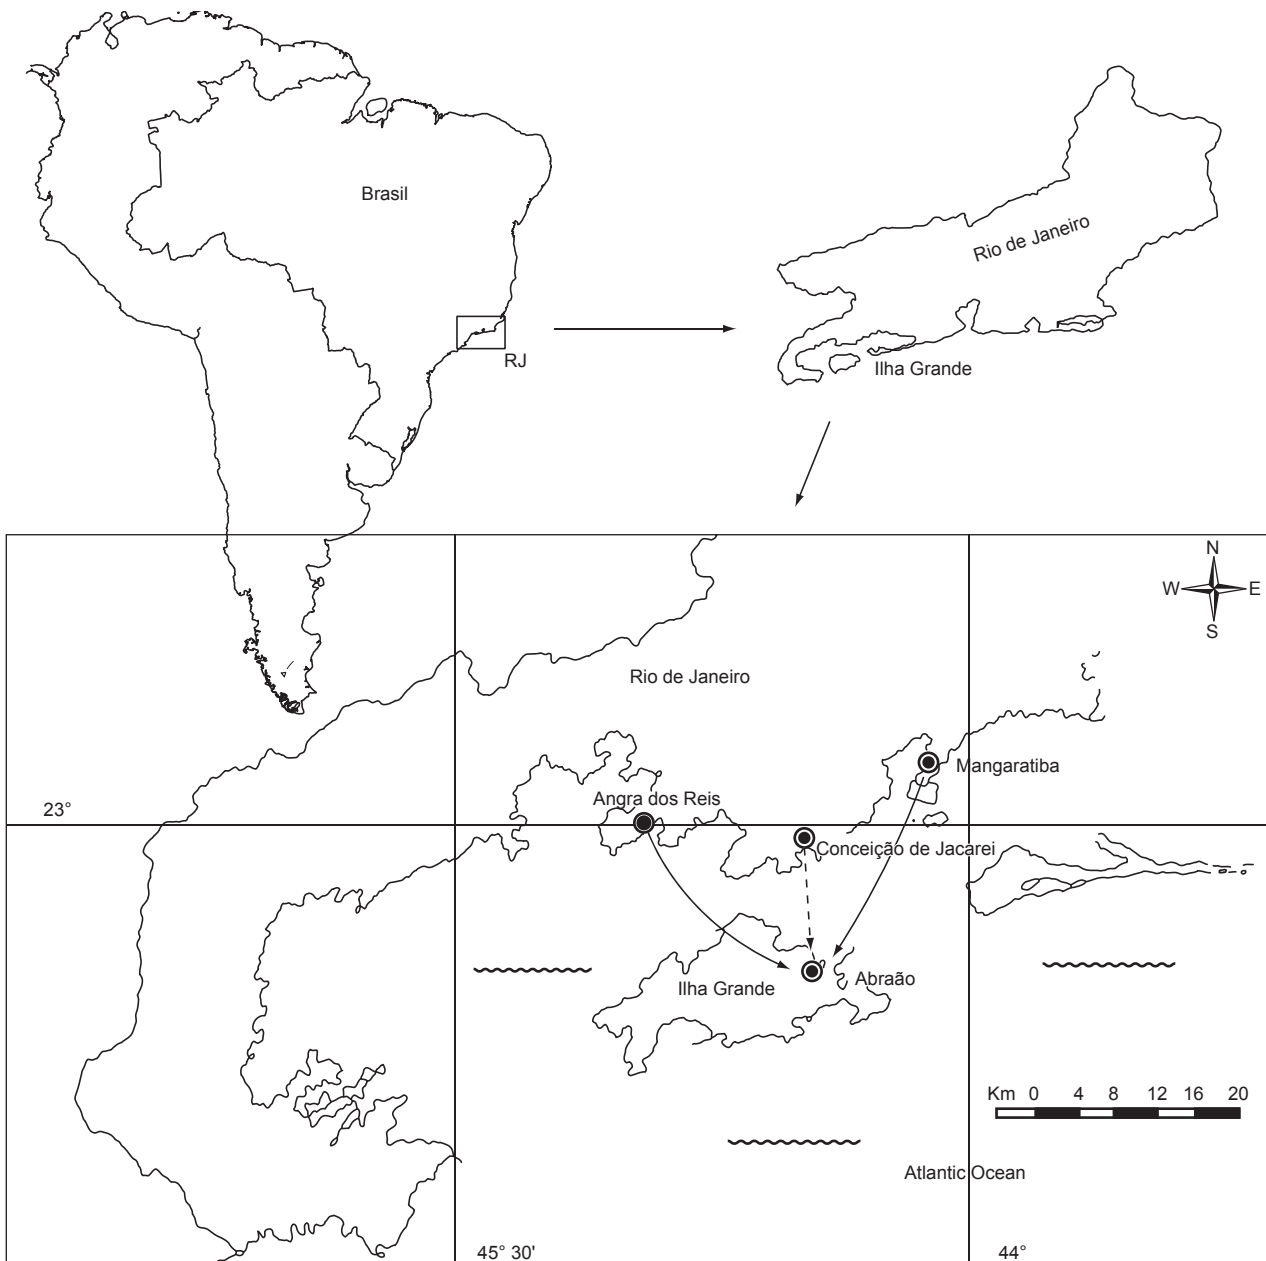 Brasil
RJ
Rio de Janeiro
Ilha Grande
N
W E
S
Rio de Janeiro
Mangaratiba
Angra dos Reis
23°
Conceição de Jacarei
Ilha Grande
Abraão
Km 0 4 8 12 16 20
Atlantic Ocean
45° 30' 44°